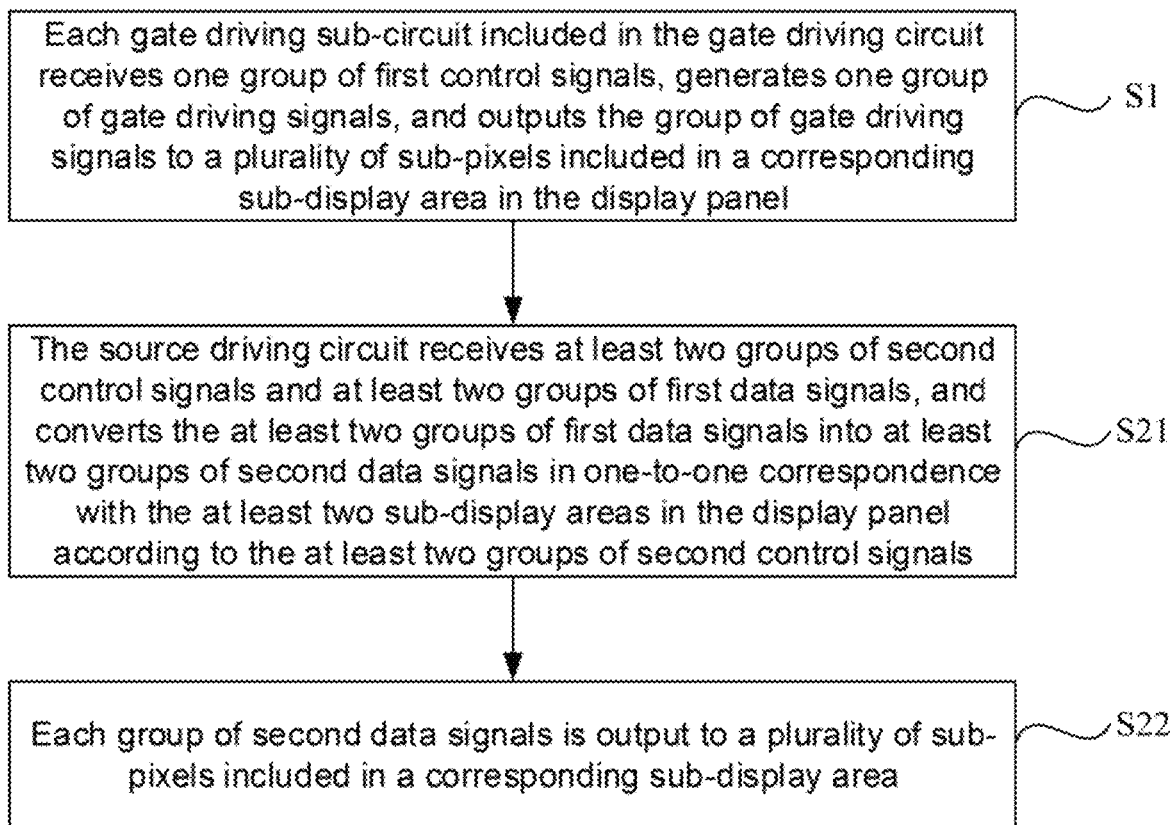 Each gate driving sub-circuit included in the gate driving circuit
receives one group of first control signals, generates one group
of gate driving signals, and outputs the group of gate driving
signals to a plurality of sub-pixels included in a corresponding
sub-display area in the display panel
S1
The source driving circuit receives at least two groups of second
control signals and at least two groups of first data signals, and
converts the at least two groups of first data signals into at least
two groups of second data signals in one-to-one correspondence
with the at least two sub-display areas in the display panel
according to the at least two groups of second control signals
S21
Each group of second data signals is output to a plurality of sub-
pixels included in a corresponding sub-display area
S22